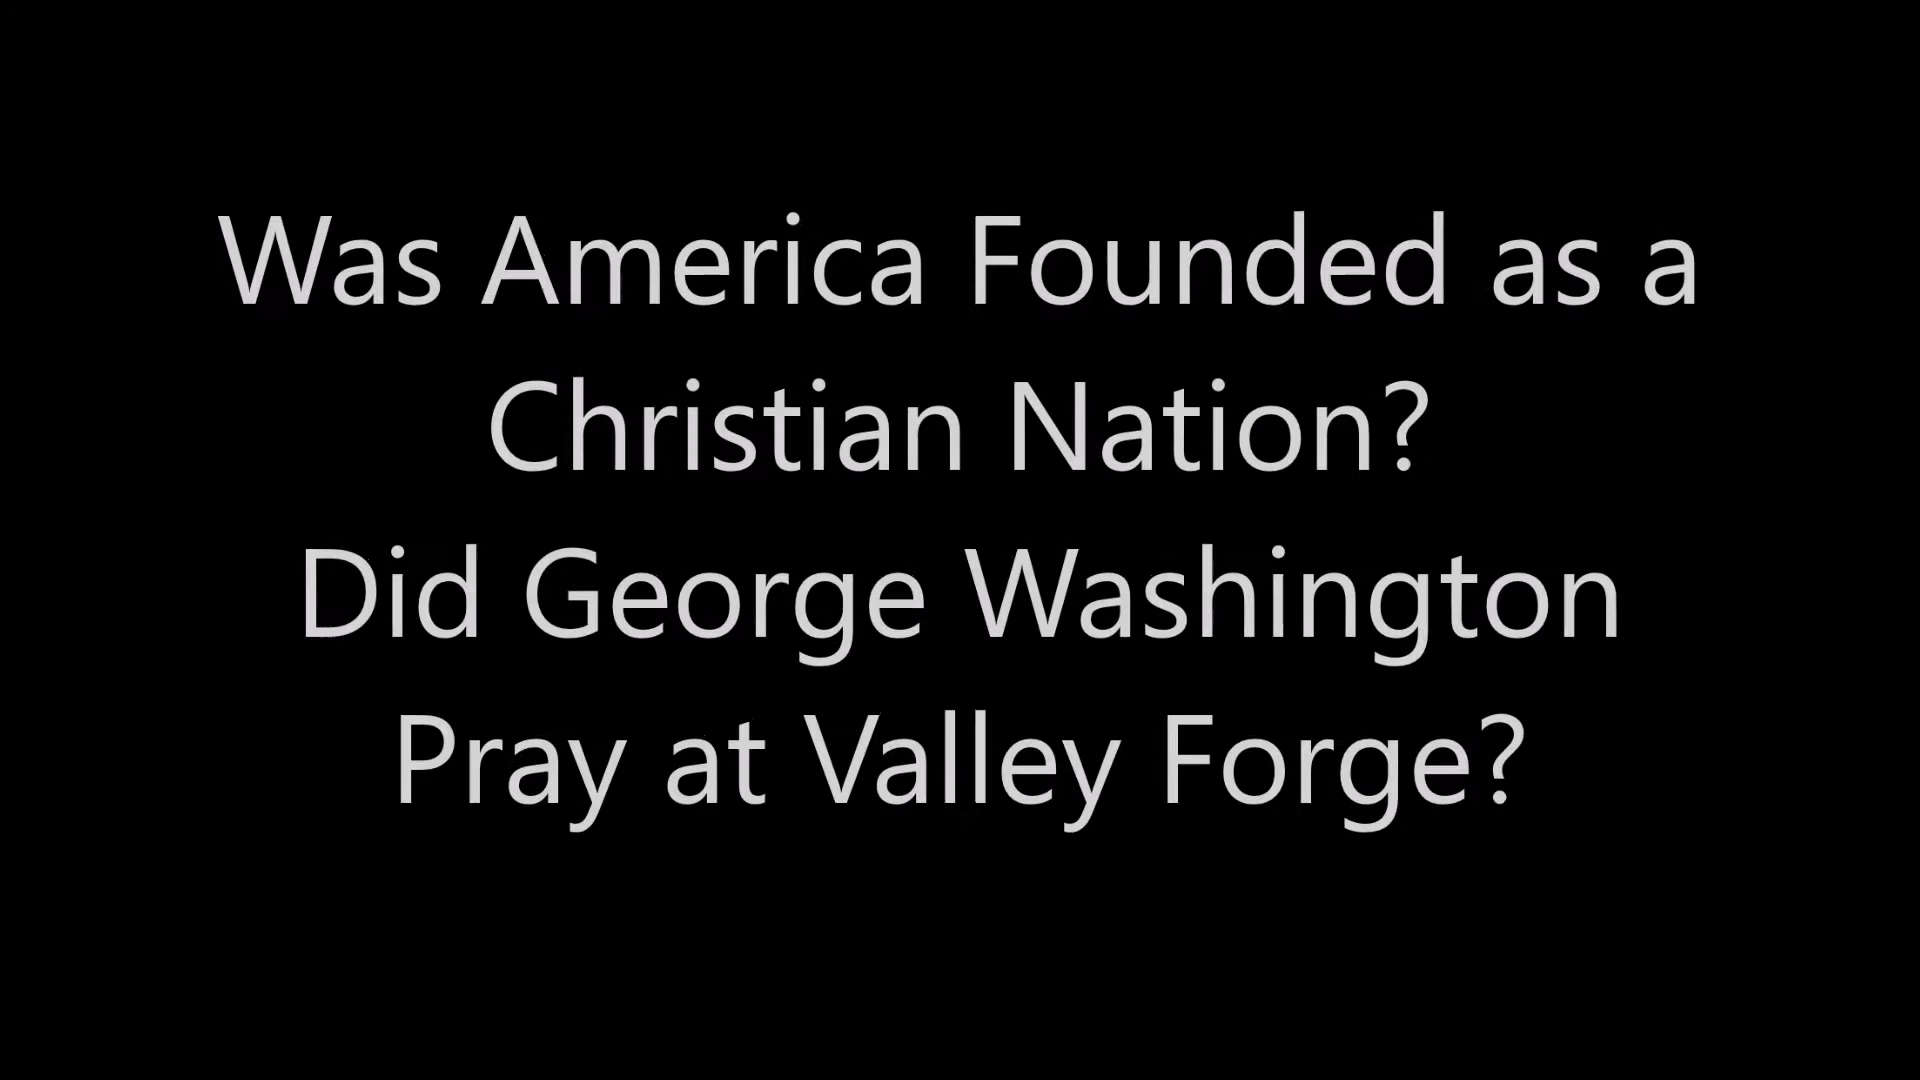 Was America Founded as a
Christian Nation?
Did George Washington
Pray at Valley Forge?